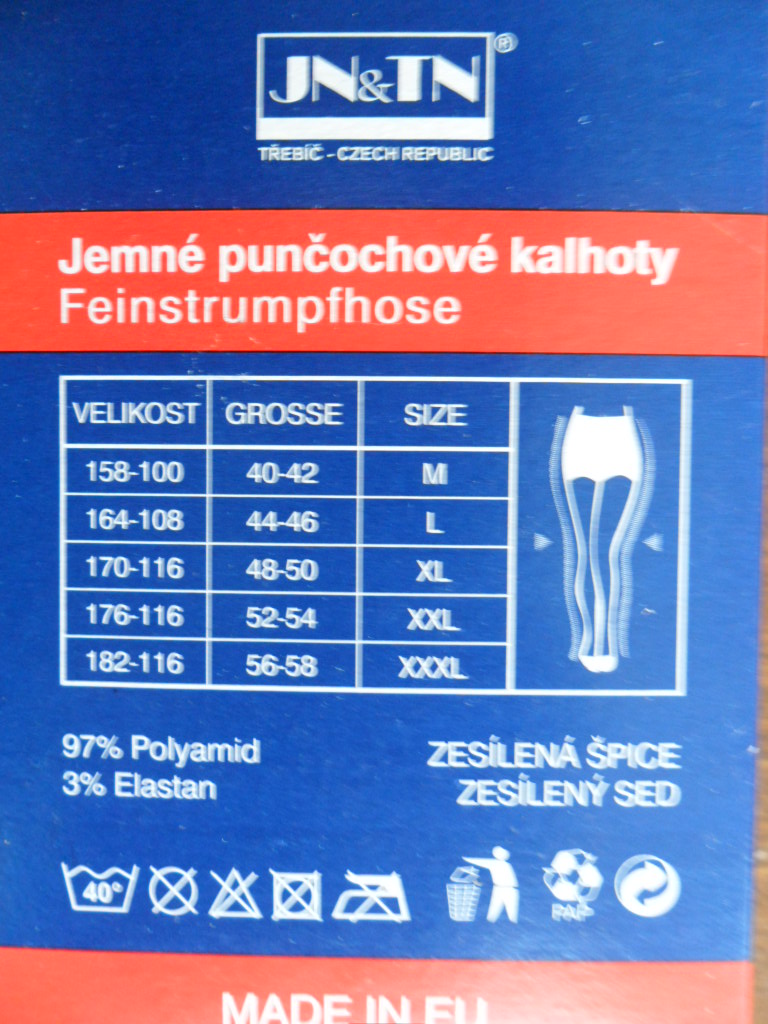 JN&TN ®
TŘEBÍČ - CZECH REPUBLIC
Jemné punčochové kalhoty
Feinstrumpfhose
VELIKOST GROSSE SIZE
158-100 40-42 M
164-108 44-46 L
170-116 48-50 XL
176-116 52-54 XXL
182-116 56-58 XXXL
97% Polyamid
3% Elastan
ZESÍLENÁ ŠPICE
ZESÍLENÝ SED
40°
PAP
MADE IN EU